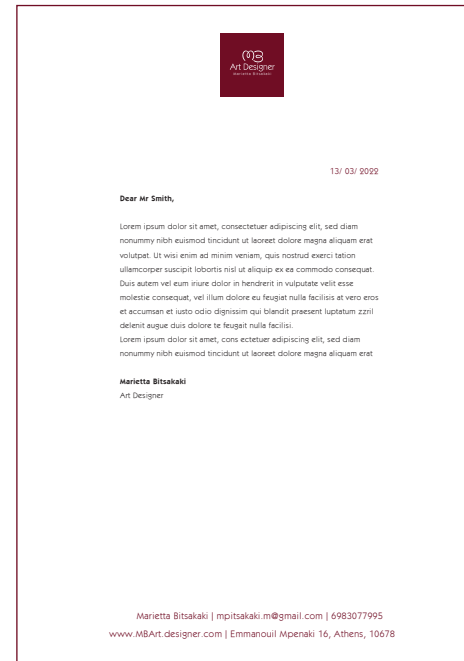 MB
Art Designer
Marietta Bitsakaki
13/ 03/ 2022
Dear Mr Smith,
Lorem ipsum dolor sit amet, consectetuer adipiscing elit, sed diam
nonummy nibh euismod tincidunt ut laoreet dolore magna aliquam erat
volutpat. Ut wisi enim ad minim veniam, quis nostrud exerci tation
ullamcorper suscipit lobortis nisl ut aliquip ex ea commodo consequat.
Duis autem vel eum iriure dolor in hendrerit in vulputate velit esse
molestie consequat, vel illum dolore eu feugiat nulla facilisis at vero eros
et accumsan et iusto odio dignissim qui blandit praesent luptatum zzril
delenit augue duis dolore te feugait nulla facilisi.
Lorem ipsum dolor sit amet, cons ectetuer adipiscing elit, sed diam
nonummy nibh euismod tincidunt ut laoreet dolore magna aliquam erat
Marietta Bitsakaki
Art Designer
Marietta Bitsakaki | mpitsakaki.m@gmail.com | 6983077995
www.MBArt.designer.com | Emmanouil Mpenaki 16, Athens, 10678